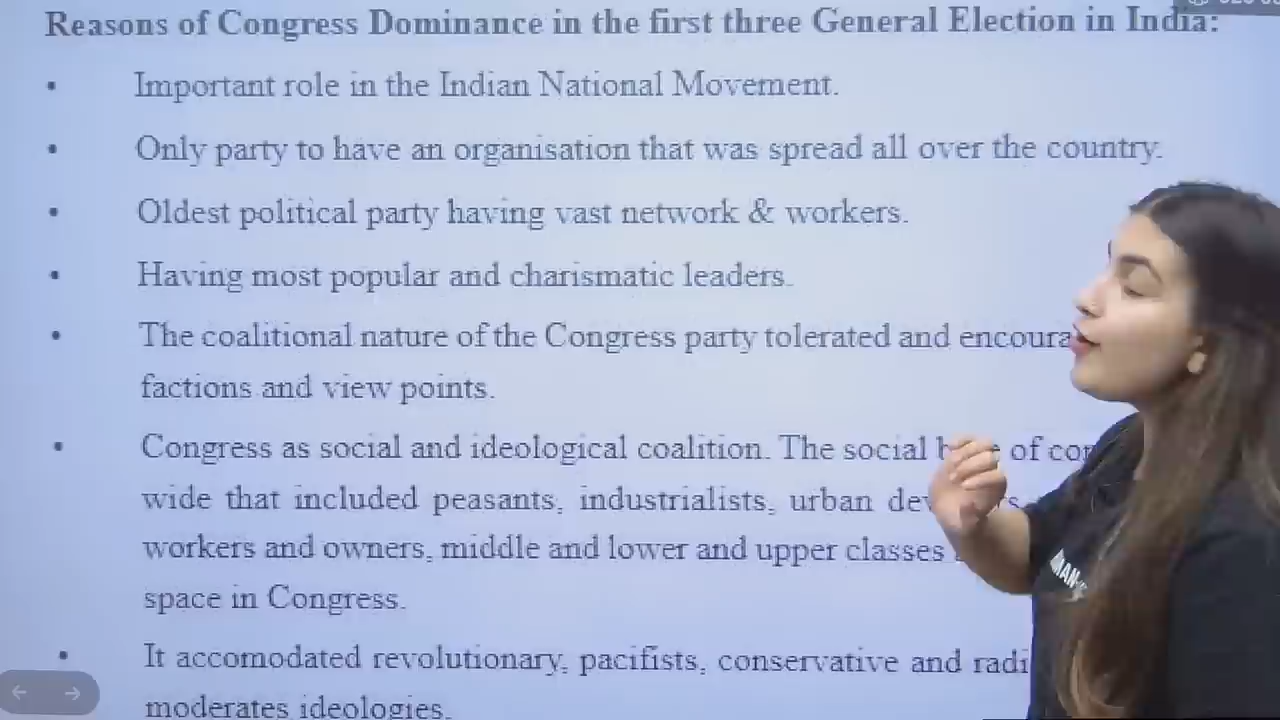 Reasons of Congress Dominance in the first three General Election in India:
• Important role in the Indian National Movement.
• Only party to have an organisation that was spread all over the country.
• Oldest political party having vast network & workers.
• Having most popular and charismatic leaders.
• The coalitional nature of the Congress party tolerated and
factions and view points.
• Congress as social and ideological coalition. The social of
wide that included peasants, industrialists, urban
workers and owners, middle and lower and upper classes
space in Congress.
• It accomodated revolutionary, pacifists, conservative and
moderates ideologies.